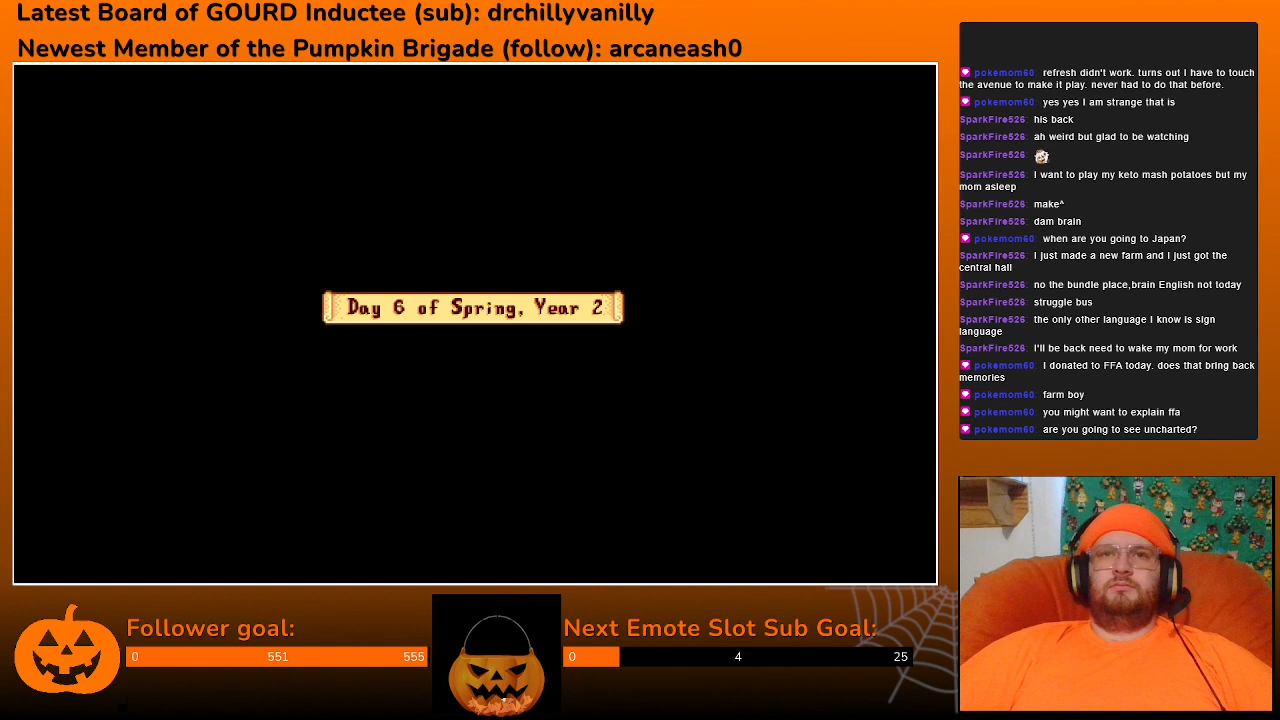 Latest Board of GOURD Inductee (sub): drchillyvanilly
Newest Member of the Pumpkin Brigade (follow): arcaneash0
Day 6 of Spring, Year 2
pokemom60: refresh didn't work. turns out I have to touch
the avenue to make it play. never had to do that before.
pokemom60: yes yes I am strange that is
SparkFire526: his back
SparkFire526: ah weird but glad to be watching
SparkFire526:
SparkFire526: I want to play my keto mash potatoes but my
mom asleep
SparkFire526: make^
SparkFire526: dam brain
pokemom60: when are you going to Japan?
SparkFire526: I just made a new farm and I just got the
central hall
SparkFire526: no the bundle place,brain English not today
SparkFire526: struggle bus
SparkFire526: the only other language I know is sign
language
SparkFire526: I'll be back need to wake my mom for work
pokemom60: I donated to FFA today. does that bring back
memories
pokemom60: farm boy
pokemom60: you might want to explain ffa
pokemom60: are you going to see uncharted?
Follower goal:
0 551 555
Next Emote Slot Sub Goal:
0 4 25